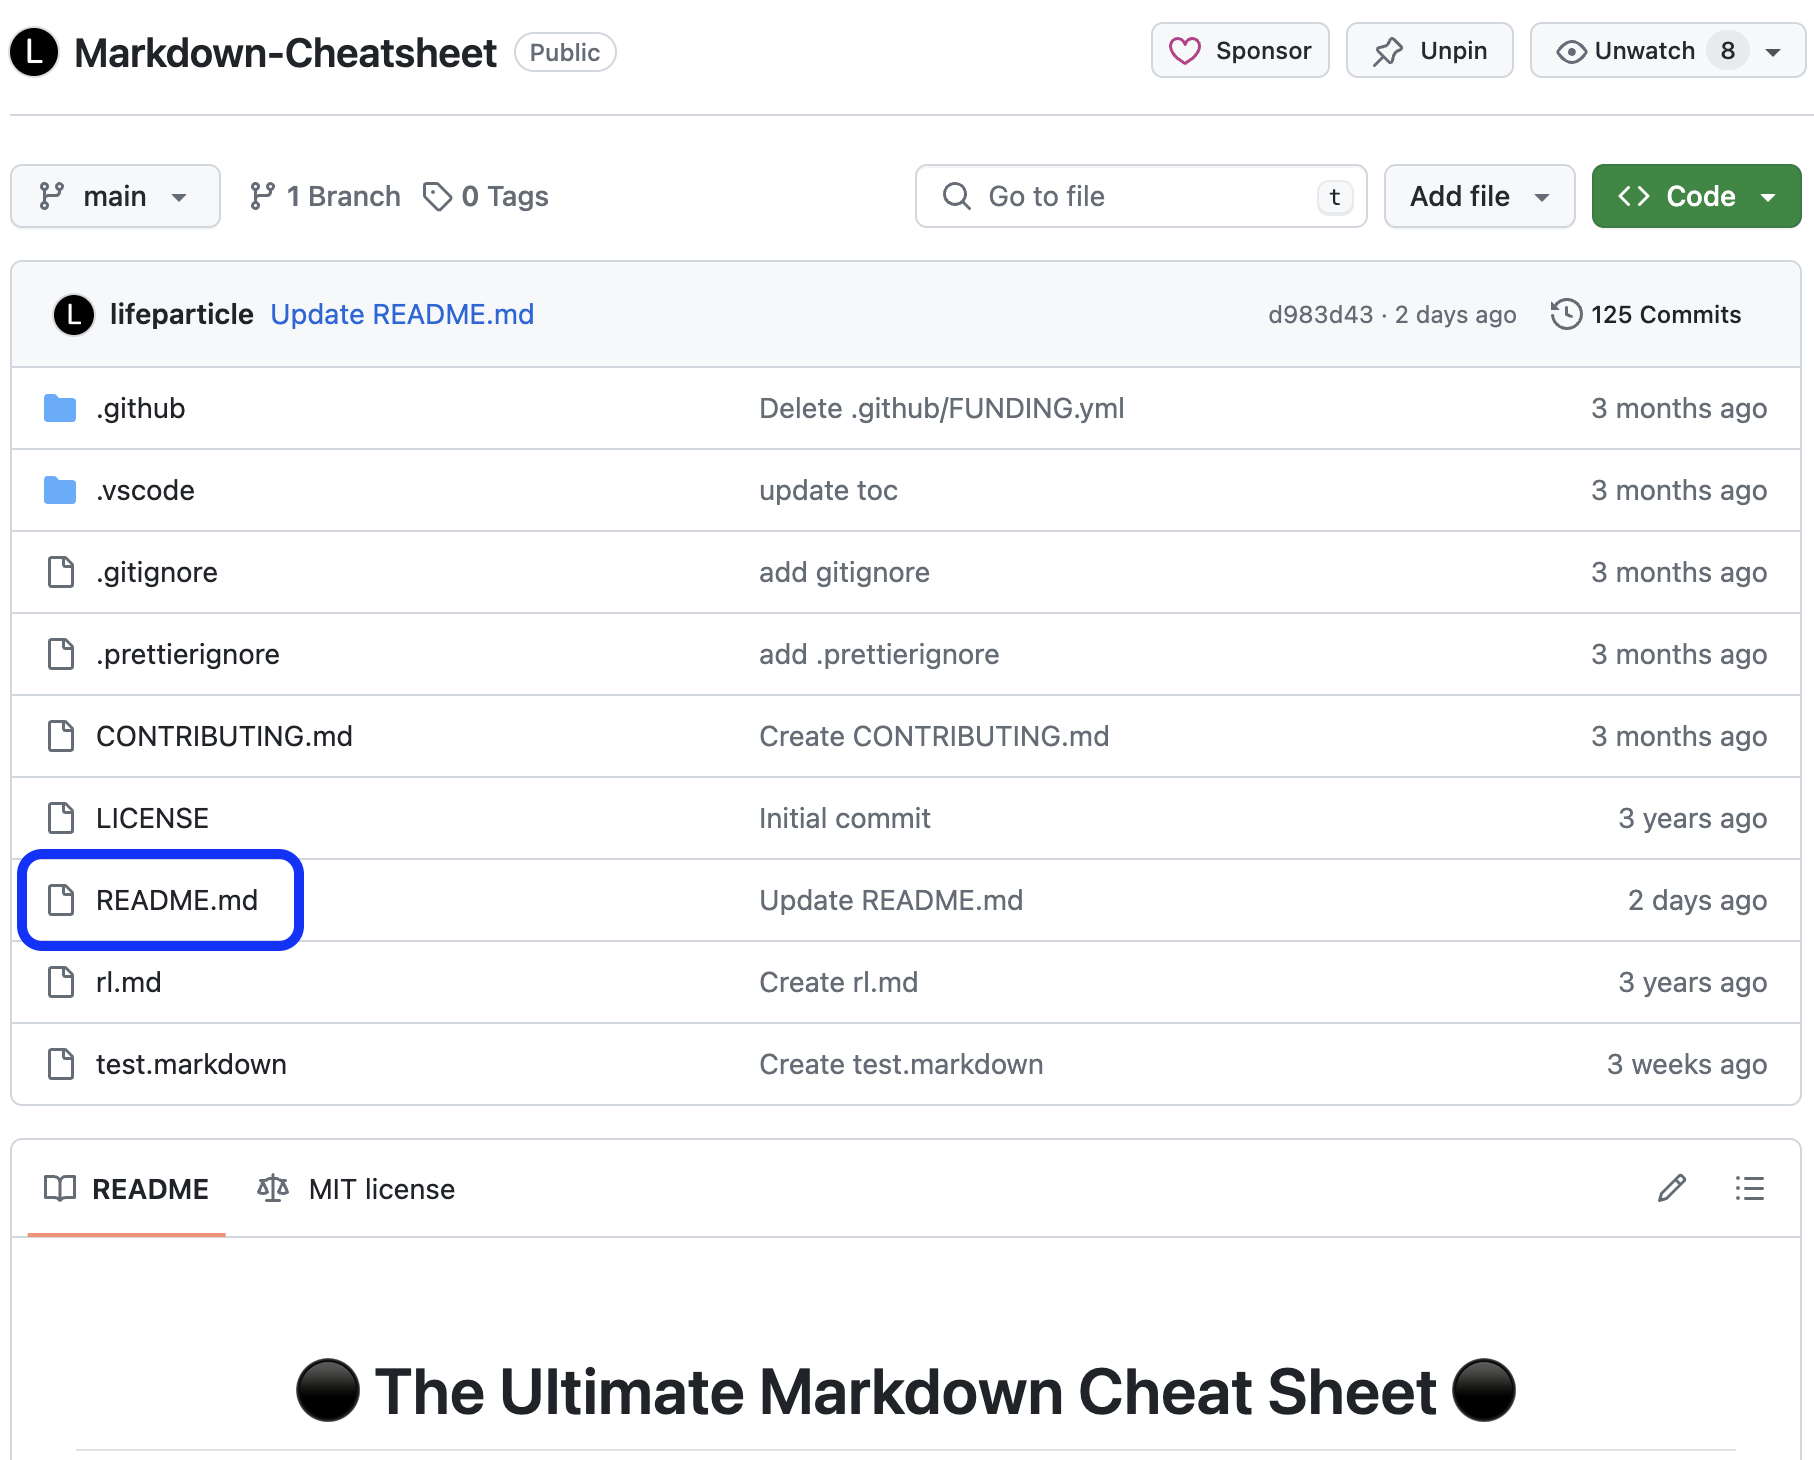 L Markdown-Cheatsheet Public Sponsor Unpin Unwatch 8
main 1 Branch 0 Tags Go to file t Add file Code
L lifeparticle Update README.md d983d43 · 2 days ago 125 Commits
.github Delete .github/FUNDING.yml 3 months ago
.vscode update toc 3 months ago
.gitignore add gitignore 3 months ago
.prettierignore add .prettierignore 3 months ago
CONTRIBUTING.md Create CONTRIBUTING.md 3 months ago
LICENSE Initial commit 3 years ago
README.md Update README.md 2 days ago
rl.md Create rl.md 3 years ago
test.markdown Create test.markdown 3 weeks ago
README MIT license
The Ultimate Markdown Cheat Sheet